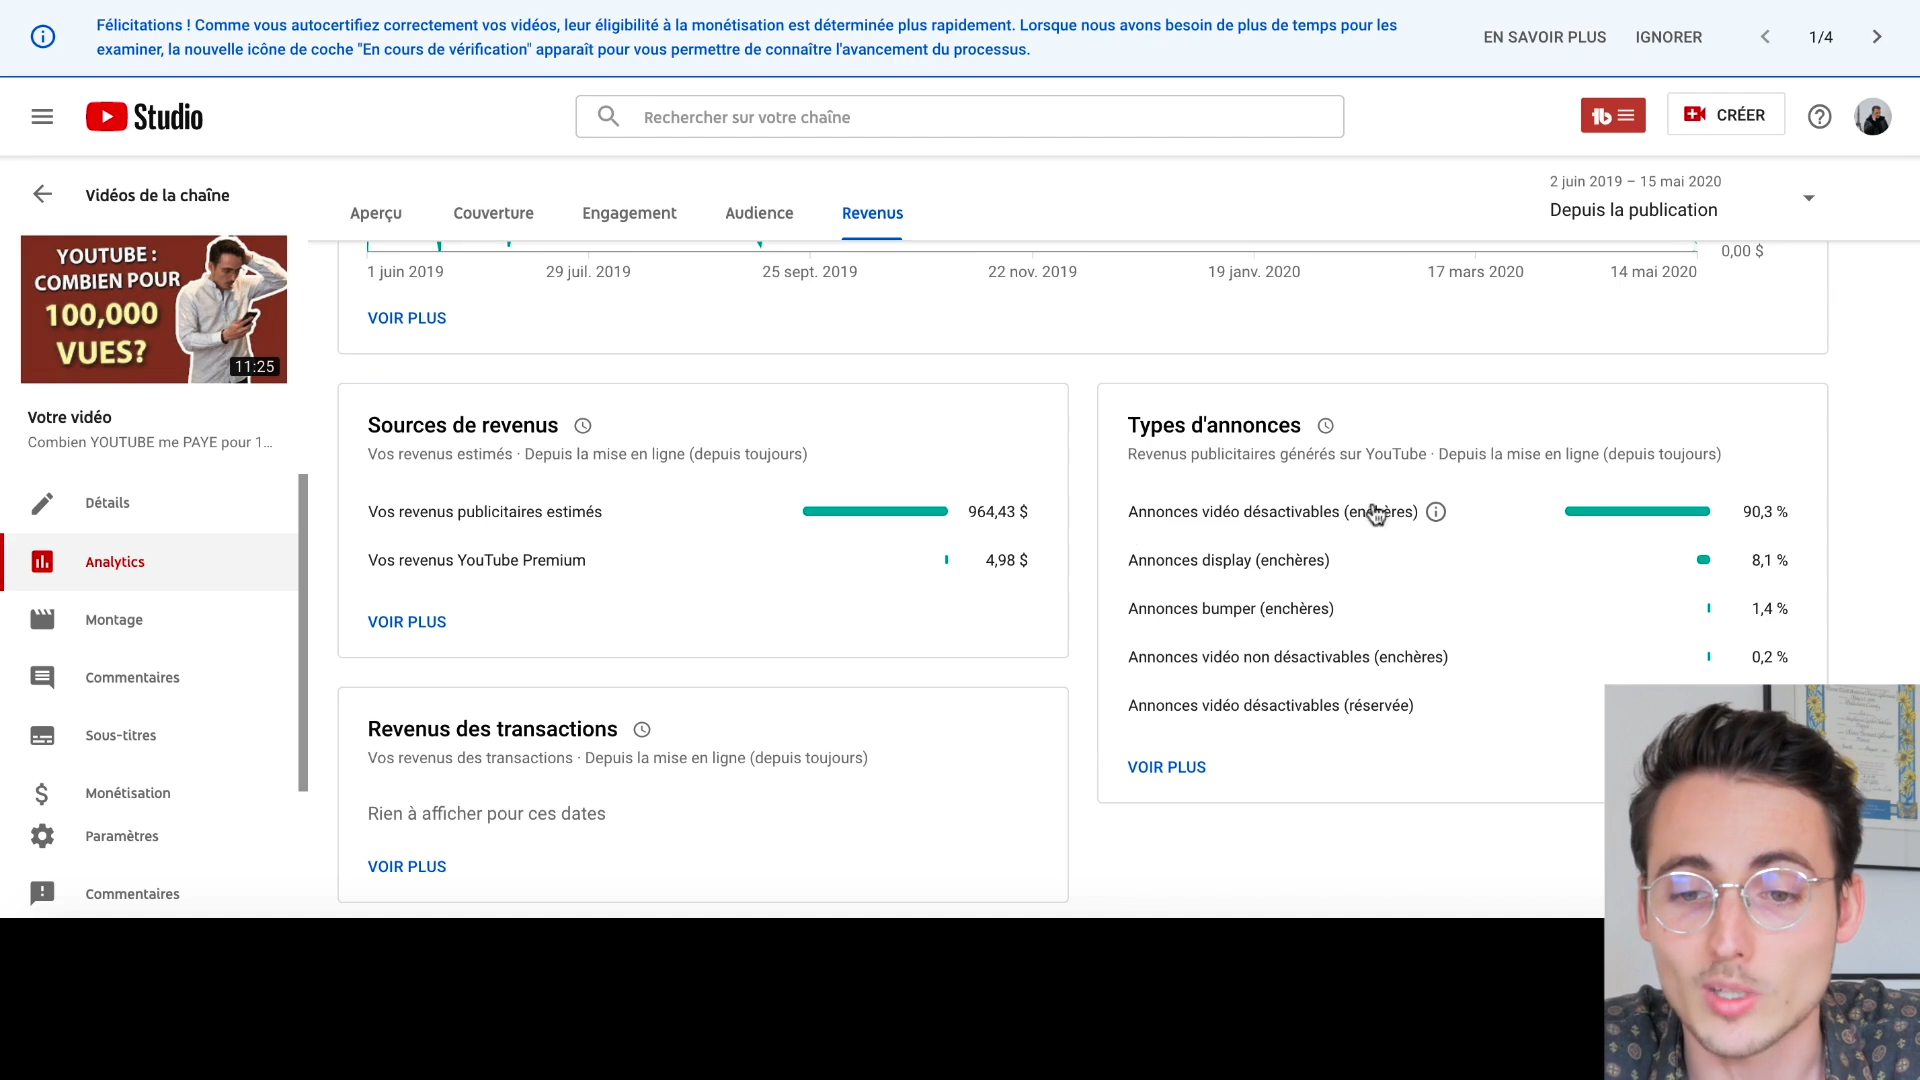 Félicitations ! Comme vous autocertifiez correctement vos vidéos, leur éligibilité à la monétisation est déterminée plus rapidement. Lorsque nous avons besoin de plus de temps pour les
examiner, la nouvelle icône de coche "En cours de vérification" apparaît pour vous permettre de connaître l'avancement du processus.
EN SAVOIR PLUS
IGNORER
1/4
Studio
Rechercher sur votre chaîne
CRÉER
Vidéos de la chaîne
Aperçu
Couverture
Engagement
Audience
Revenus
2 juin 2019 – 15 mai 2020
Depuis la publication
YOUTUBE :
COMBIEN POUR
100,000
VUES?
11:25
0,00 $
1 juin 2019
29 juil. 2019
25 sept. 2019
22 nov. 2019
19 janv. 2020
17 mars 2020
14 mai 2020
VOIR PLUS
Votre vidéo
Combien YOUTUBE me PAYE pour 1...
Détails
Analytics
Montage
Commentaires
Sous-titres
Monétisation
Paramètres
Commentaires
Sources de revenus
Vos revenus estimés · Depuis la mise en ligne (depuis toujours)
Vos revenus publicitaires estimés
964,43 $
Vos revenus YouTube Premium
4,98 $
VOIR PLUS
Revenus des transactions
Vos revenus des transactions · Depuis la mise en ligne (depuis toujours)
Rien à afficher pour ces dates
VOIR PLUS
Types d'annonces
Revenus publicitaires générés sur YouTube · Depuis la mise en ligne (depuis toujours)
Annonces vidéo désactivables (enchères)
90,3 %
Annonces display (enchères)
8,1 %
Annonces bumper (enchères)
1,4 %
Annonces vidéo non désactivables (enchères)
0,2 %
Annonces vidéo désactivables (réservée)
VOIR PLUS